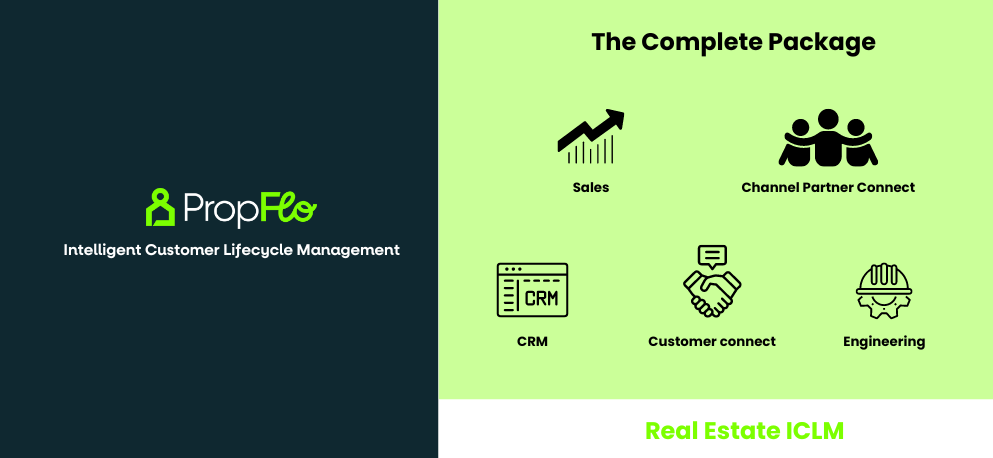 PropFlo
Intelligent Customer Lifecycle Management
The Complete Package
Sales
Channel Partner Connect
CRM
CRM
Customer connect
Engineering
Real Estate ICLM